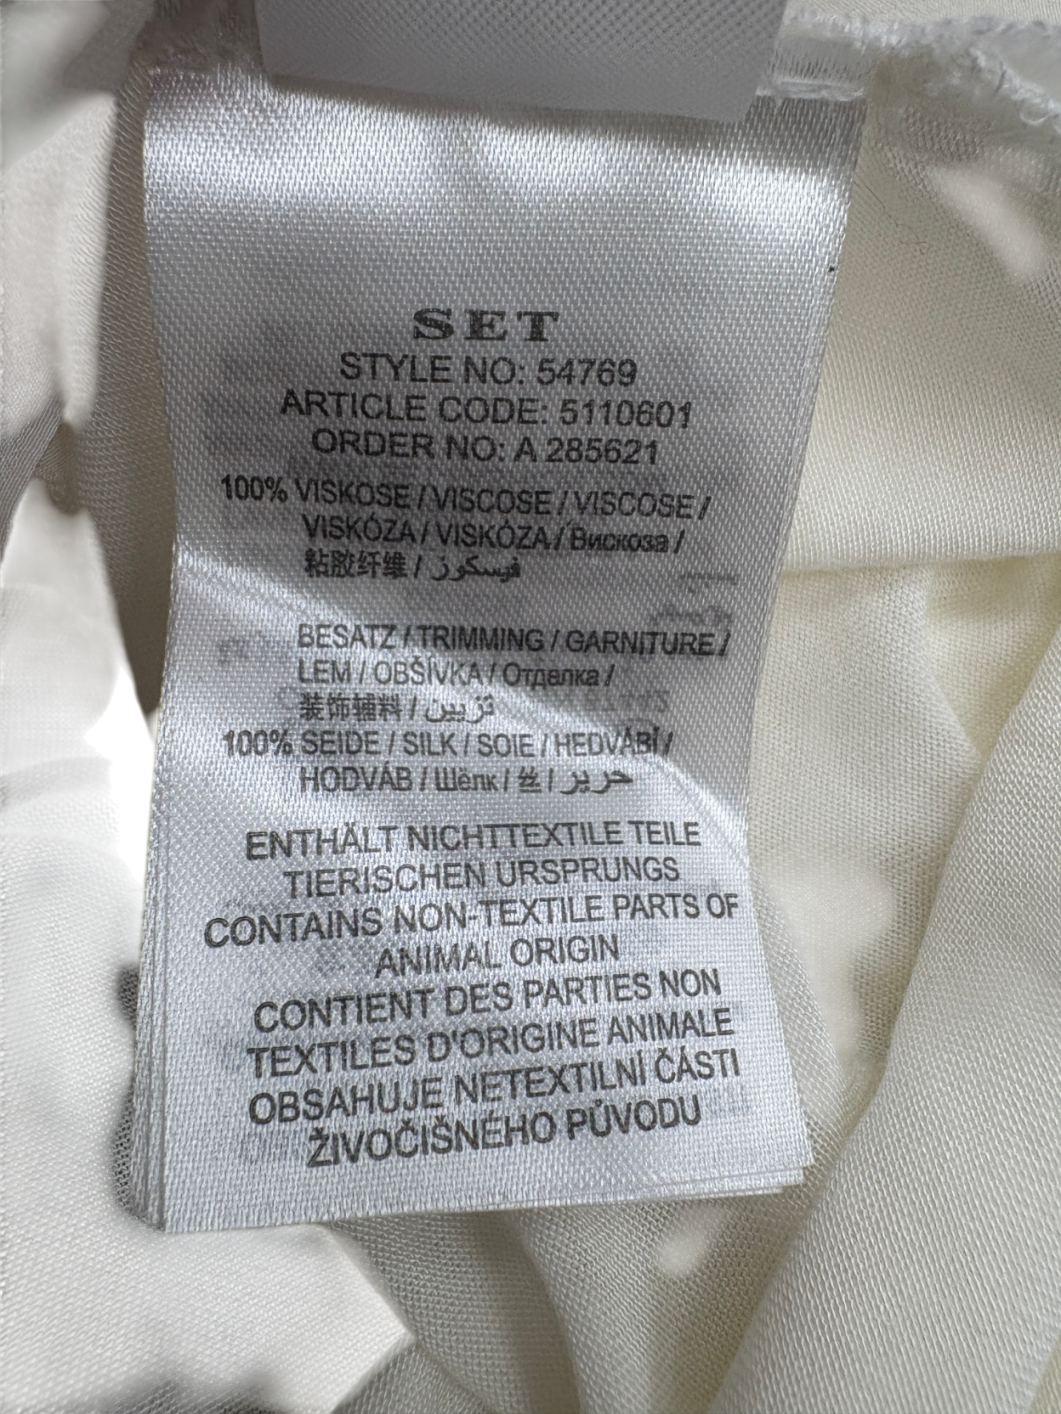 SET
STYLE NO: 54769
ARTICLE CODE: 5110601
ORDER NO: A 285621
100% VISKOSE / VISCOSE / VISCOSE /
VISKÓZA / VISKÓZA / Вискоза /
粘胶纤维 / فيسكوز
BESATZ / TRIMMING / GARNITURE /
LEM / OBŠÍVKA / Отделка /
装饰辅料 / تزيين
100% SEIDE / SILK / SOIE / HEDVÁBÍ /
HODVÁB / Шёлк / 丝 / حرير
ENTHÄLT NICHTTEXTILE TEILE
TIERISCHEN URSPRUNGS
CONTAINS NON-TEXTILE PARTS OF
ANIMAL ORIGIN
CONTIENT DES PARTIES NON
TEXTILES D'ORIGINE ANIMALE
OBSAHUJE NETEXTILNÍ ČÁSTI
ŽIVOČIŠNÉHO PŮVODU